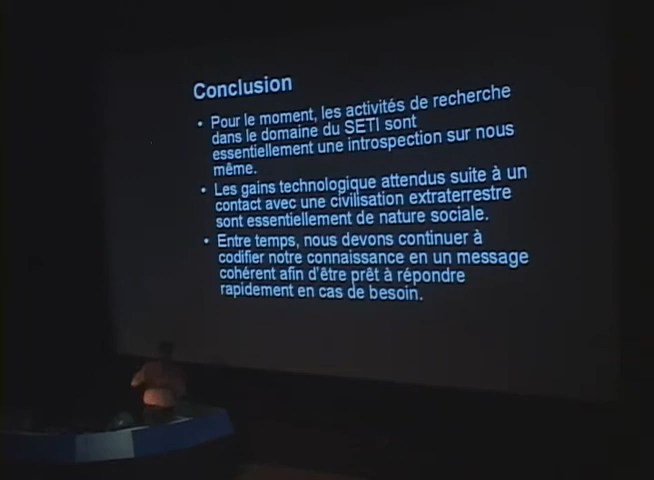 Conclusion
• Pour le moment, les activités de recherche
dans le domaine du SETI sont
essentiellement une introspection sur nous
même.
• Les gains technologique attendus suite à un
contact avec une civilisation extraterrestre
sont essentiellement de nature sociale.
• Entre temps, nous devons continuer à
codifier notre connaissance en un message
cohérent afin d'être prêt à répondre
rapidement en cas de besoin.